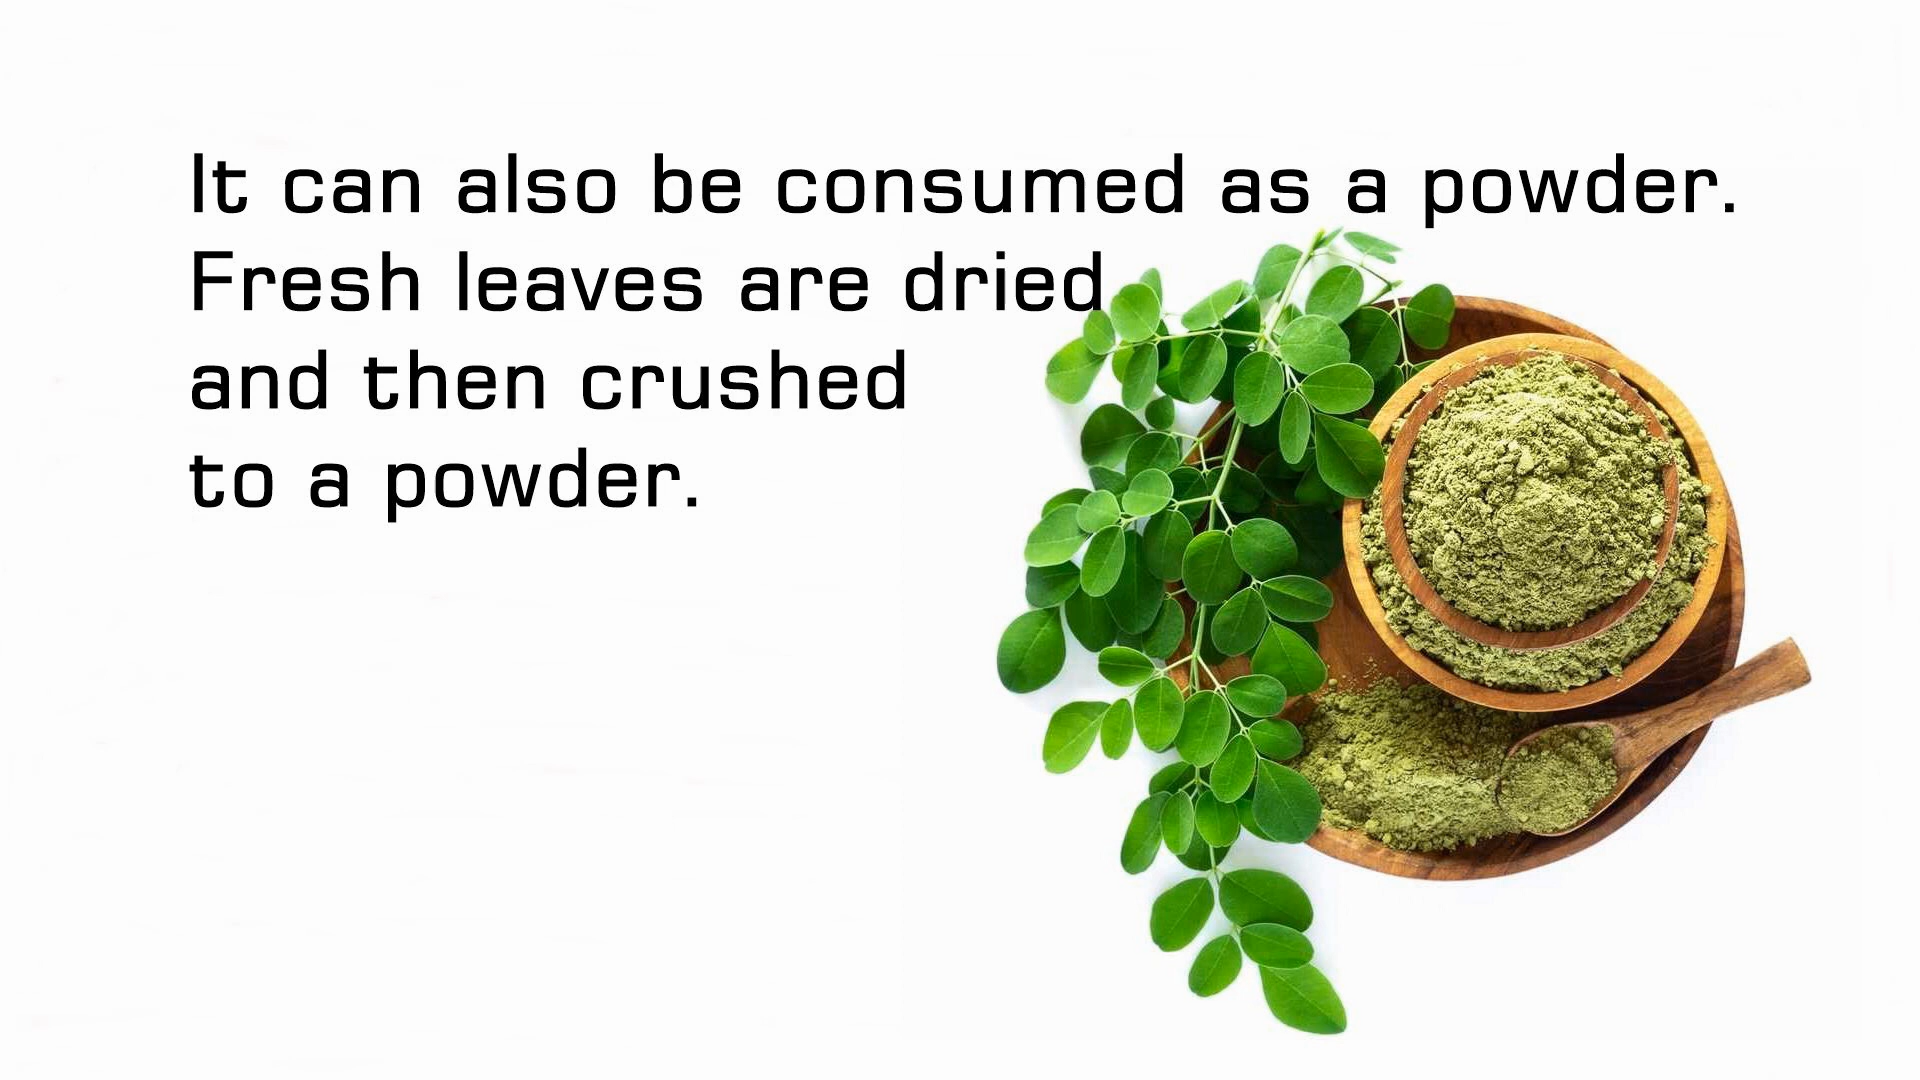 It can also be consumed as a powder.
Fresh leaves are dried
and then crushed
to a powder.